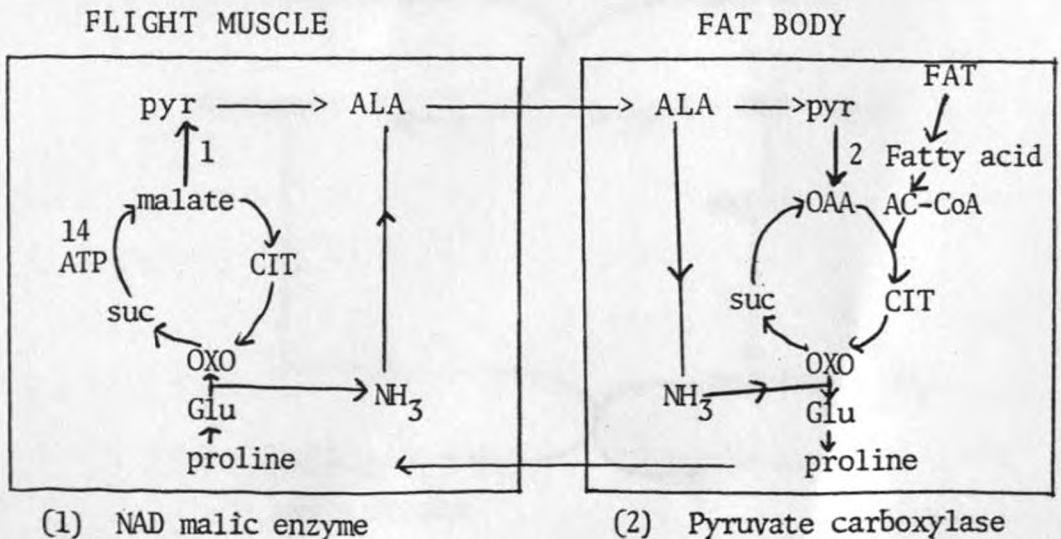 FLIGHT MUSCLE
FAT BODY
pyr
ALA
1
malate
14
ATP
CIT
suc
OXO
Glu
NH3
proline
ALA
pyr
FAT
2
Fatty acid
OAA
AC-CoA
suc
CIT
OXO
NH3
Glu
proline
(1) NAD malic enzyme
(2) Pyruvate carboxylase